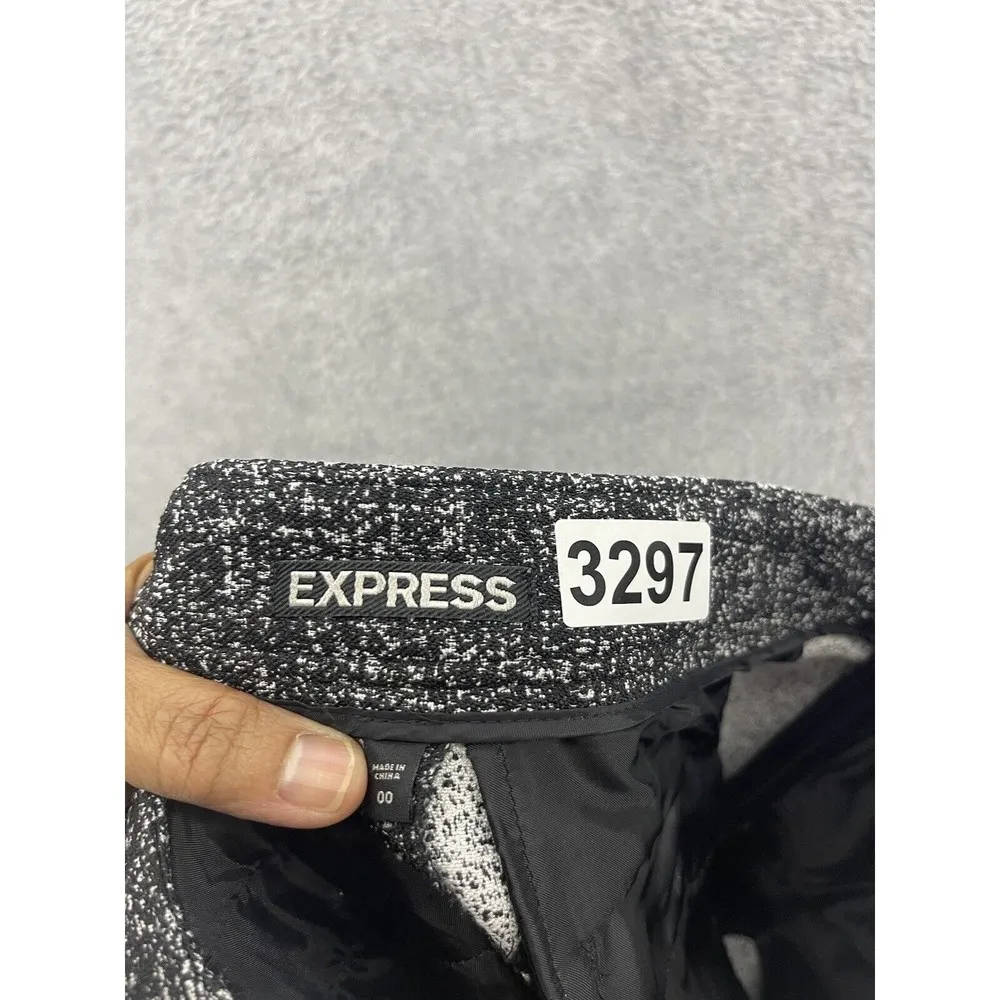 EXPRESS
3297
MADE IN
CHINA
00